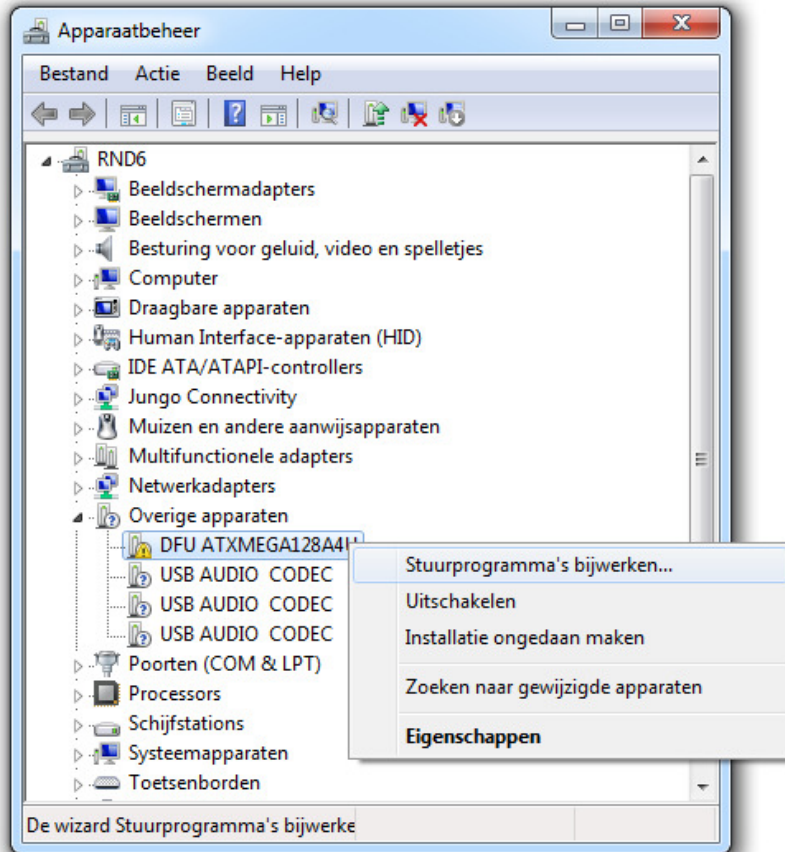 Apparaatbeheer
Bestand Actie Beeld Help
RND6
Beeldschermadapters
Beeldschermen
Besturing voor geluid, video en spelletjes
Computer
Draagbare apparaten
Human Interface-apparaten (HID)
IDE ATA/ATAPI-controllers
Jungo Connectivity
Muizen en andere aanwijsapparaten
Multifunctionele adapters
Netwerkadapters
Overige apparaten
DFU ATXMEGA128A4U
USB AUDIO  CODEC
USB AUDIO  CODEC
USB AUDIO  CODEC
Poorten (COM & LPT)
Processors
Schijfstations
Systeemapparaten
Toetsenborden
Stuurprogramma's bijwerken...
Uitschakelen
Installatie ongedaan maken
Zoeken naar gewijzigde apparaten
Eigenschappen
De wizard Stuurprogramma's bijwerke